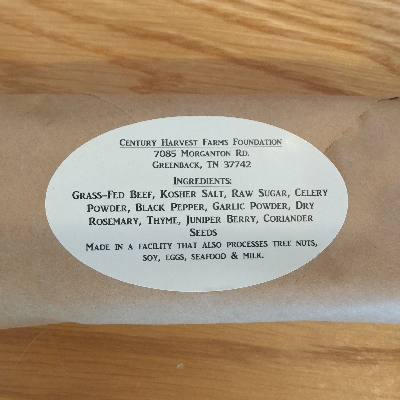 Century Harvest Farms Foundation
7085 Morganton Rd.
Greenback, TN 37742
Ingredients:
Grass-Fed Beef, Kosher Salt, Raw Sugar, Celery
Powder, Black Pepper, Garlic Powder, Dry
Rosemary, Thyme, Juniper Berry, Coriander
Seeds
Made in a facility that also processes tree nuts,
soy, eggs, seafood & milk.